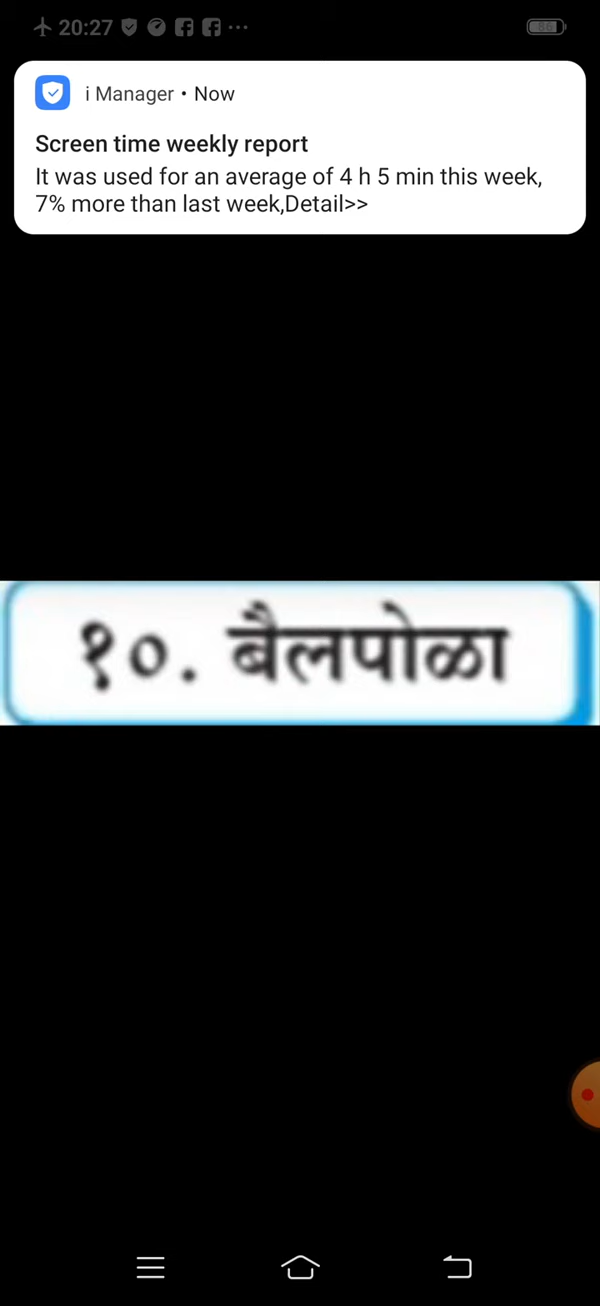 20:27
86
i Manager • Now
Screen time weekly report
It was used for an average of 4 h 5 min this week,
7% more than last week,Detail>>
१०. बैलपोळा